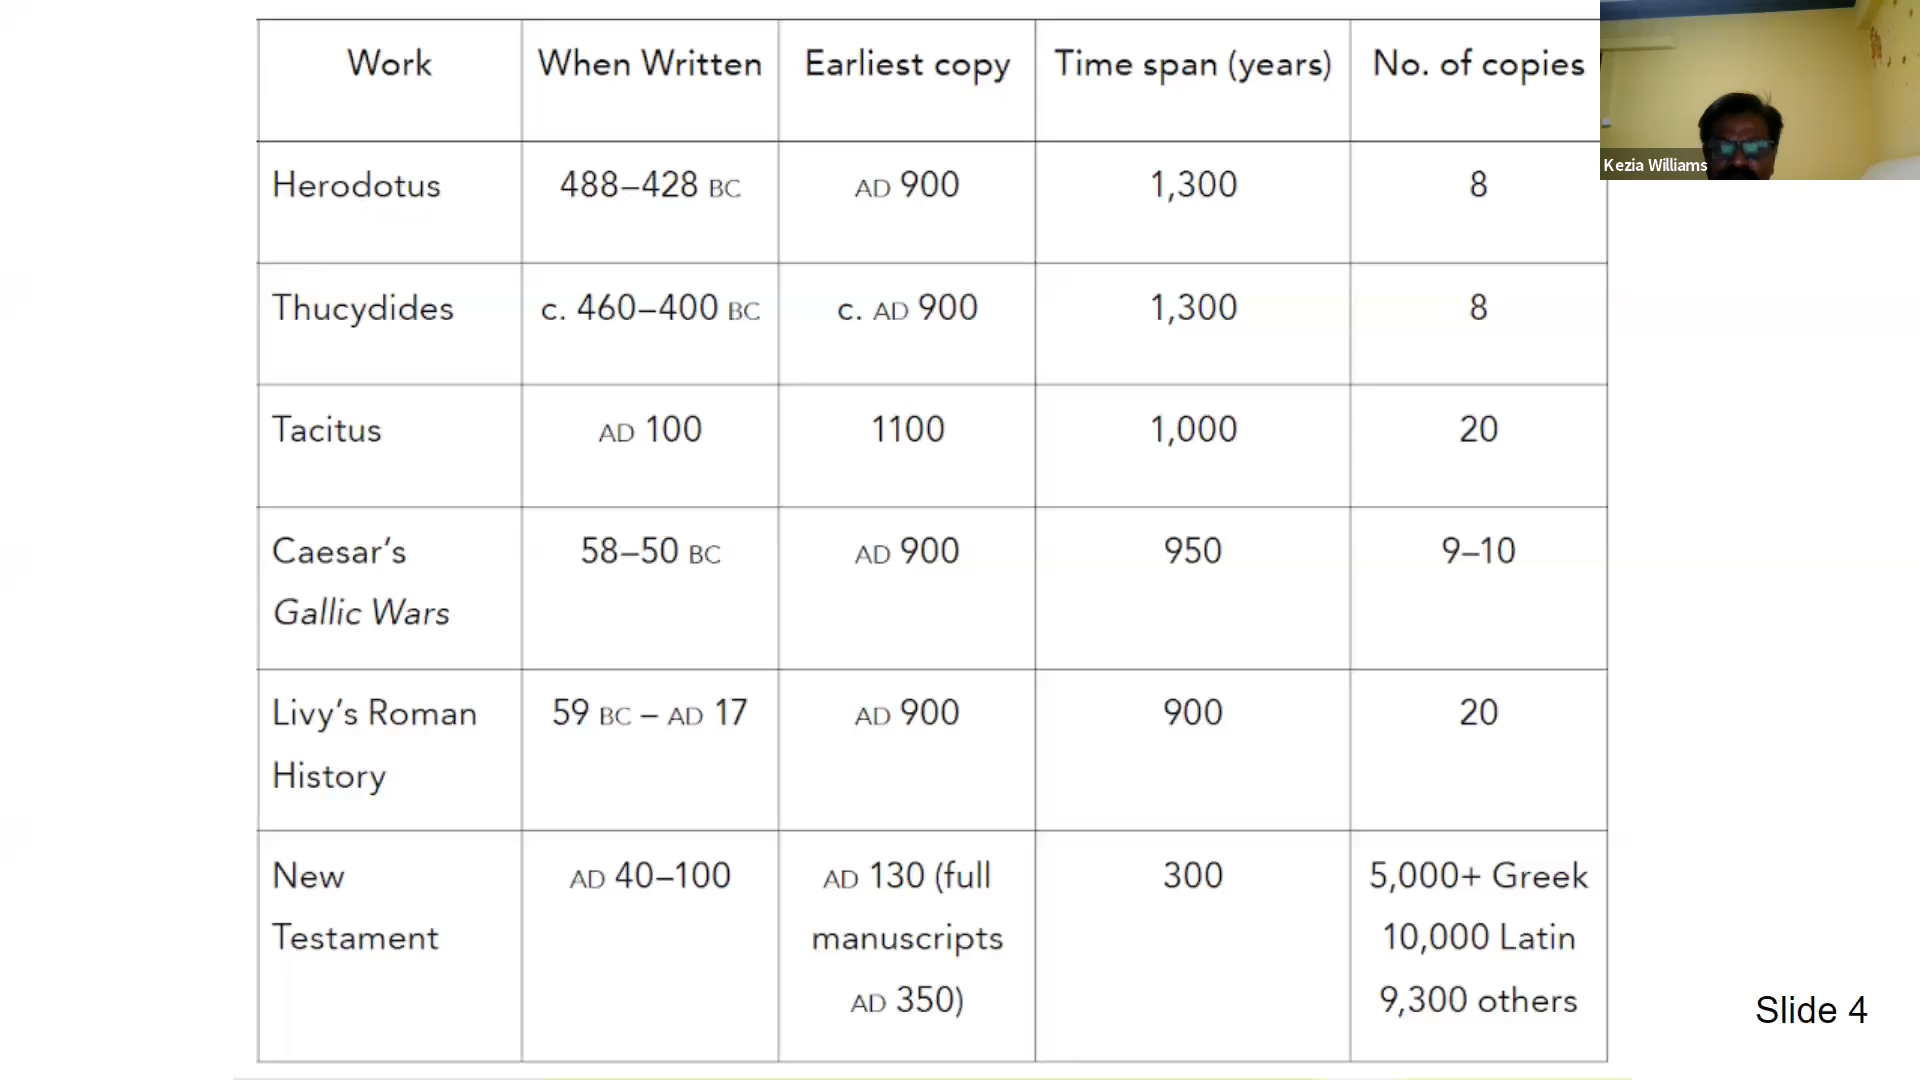 Work When Written Earliest copy Time span (years) No. of copies
Kezia Williams
Herodotus 488–428 BC AD 900 1,300 8
Thucydides c. 460–400 BC c. AD 900 1,300 8
Tacitus AD 100 1100 1,000 20
Caesar’s 58–50 BC AD 900 950 9–10
Gallic Wars
Livy’s Roman 59 BC – AD 17 AD 900 900 20
History
New AD 40–100 AD 130 (full 300 5,000+ Greek
Testament manuscripts 10,000 Latin
AD 350) 9,300 others
Slide 4